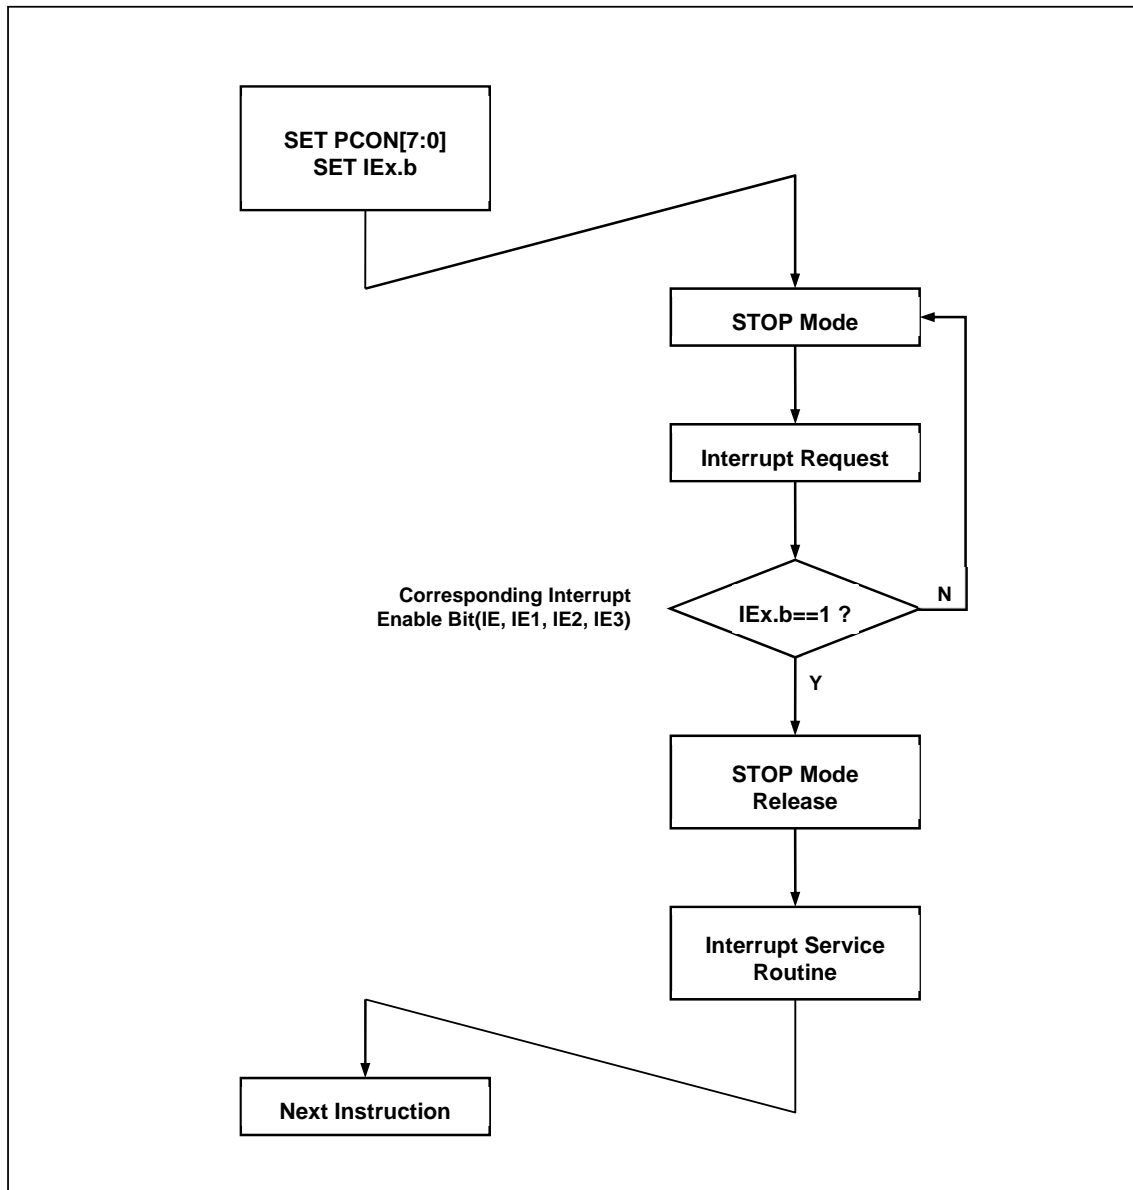 SET PCON[7:0]
SET IEx.b
STOP Mode
Interrupt Request
Corresponding Interrupt
Enable Bit(IE, IE1, IE2, IE3)
IEx.b==1 ?
N
Y
STOP Mode
Release
Interrupt Service
Routine
Next Instruction